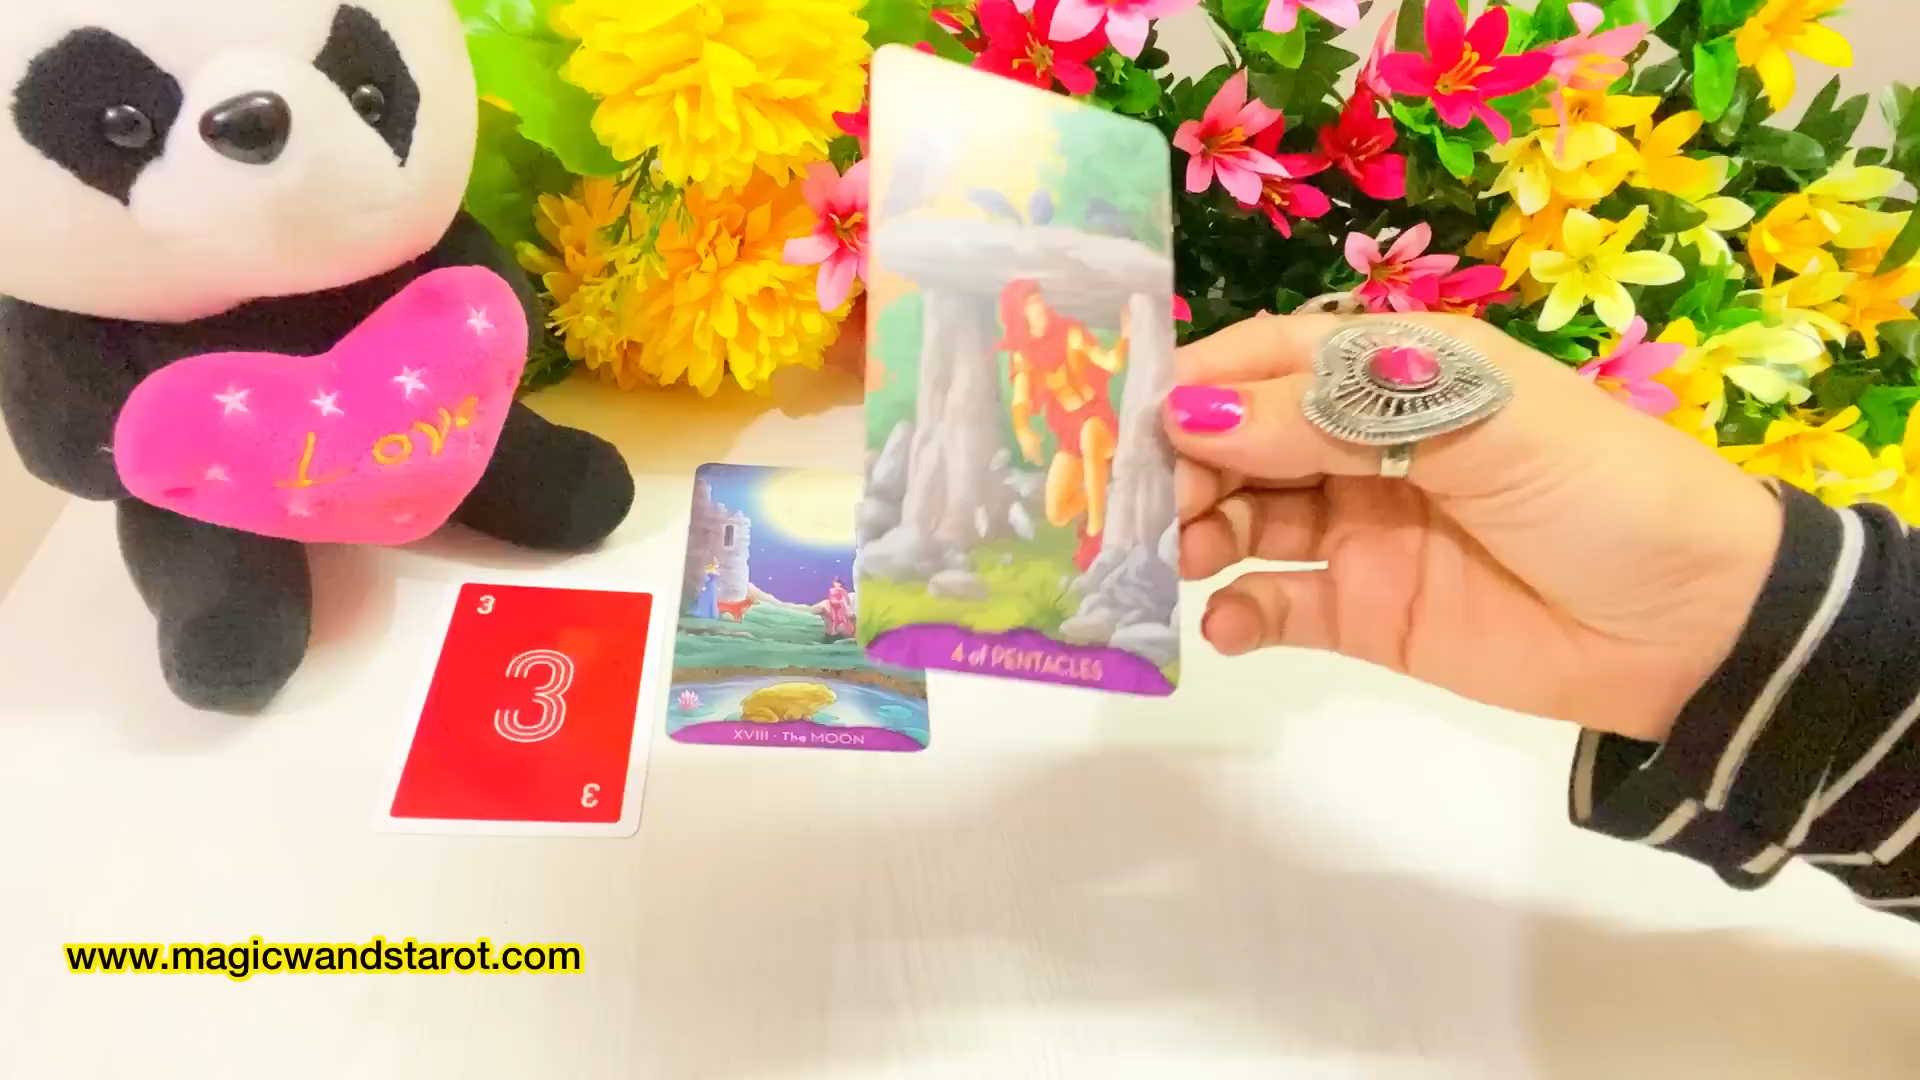 Love
3
3
3
XVIII · The MOON
4 of PENTACLES
www.magicwandstarot.com